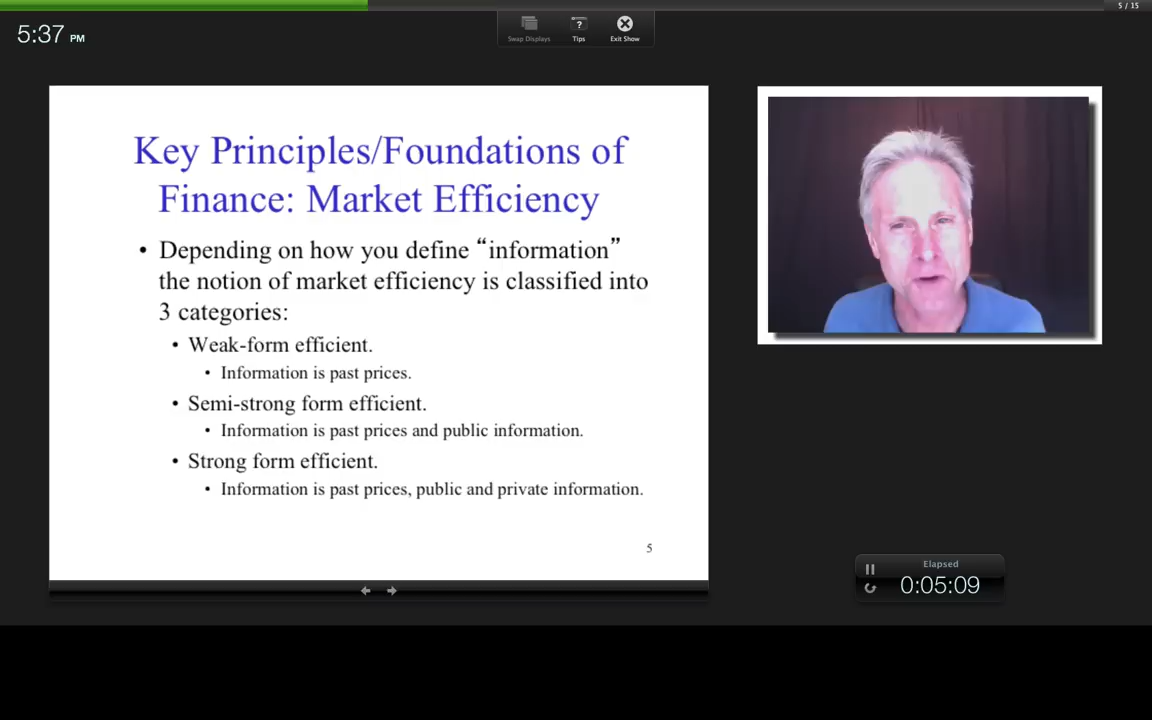 5 / 15
5:37 PM
Swap Displays
?
Tips
Exit Show
Key Principles/Foundations of
Finance: Market Efficiency
• Depending on how you define “information”
the notion of market efficiency is classified into
3 categories:
• Weak-form efficient.
• Information is past prices.
• Semi-strong form efficient.
• Information is past prices and public information.
• Strong form efficient.
• Information is past prices, public and private information.
5
Elapsed
0:05:09